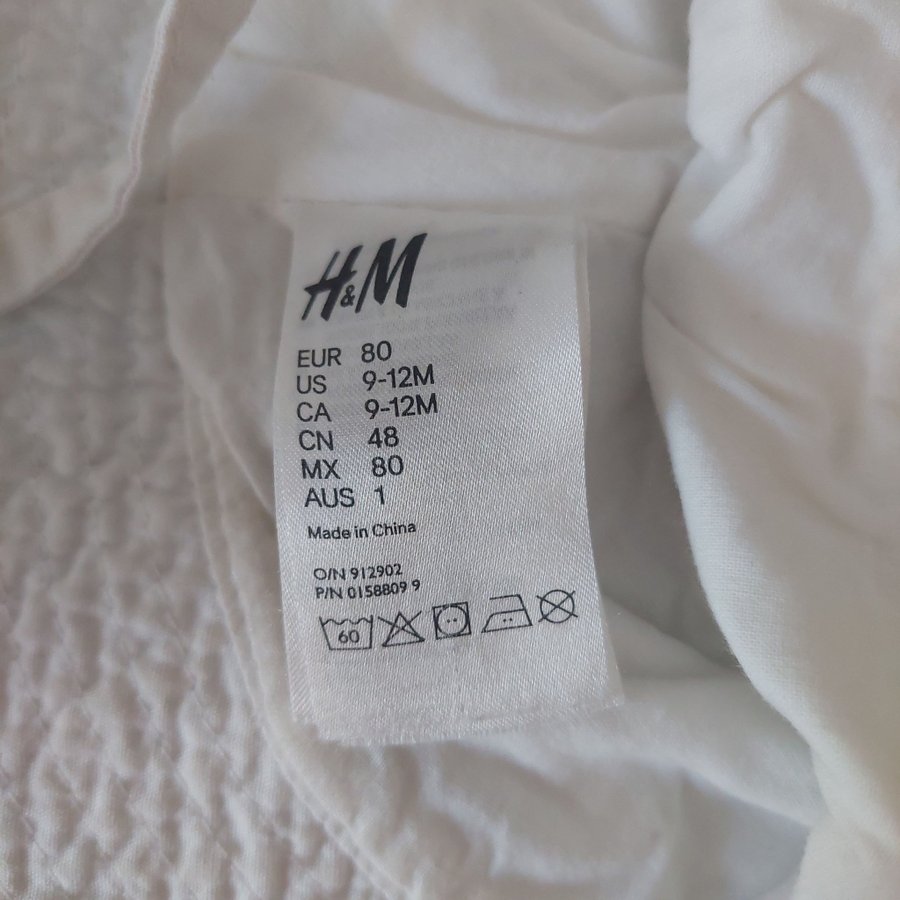 H&M
EUR 80
US 9-12M
CA 9-12M
CN 48
MX 80
AUS 1
Made in China
O/N 912902
P/N 0158809 9
60